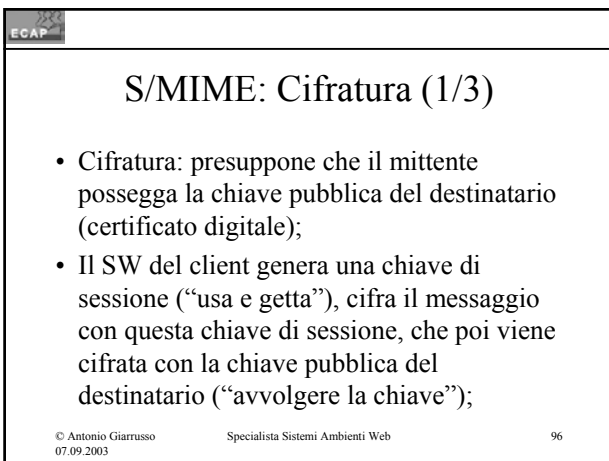 ECAP
S/MIME: Cifratura (1/3)
• Cifratura: presuppone che il mittente
possegga la chiave pubblica del destinatario
(certificato digitale);
• Il SW del client genera una chiave di
sessione (“usa e getta”), cifra il messaggio
con questa chiave di sessione, che poi viene
cifrata con la chiave pubblica del
destinatario (“avvolgere la chiave”);
© Antonio Giarrusso Specialista Sistemi Ambienti Web 96
07.09.2003